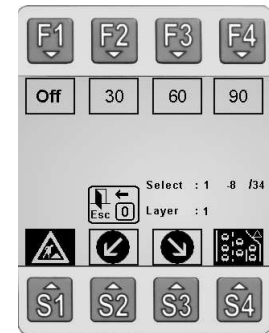 F1 F2 F3 F4
Off 30 60 90
Select : 1 -8 /34
Esc 0 Layer : 1
S1 S2 S3 S4